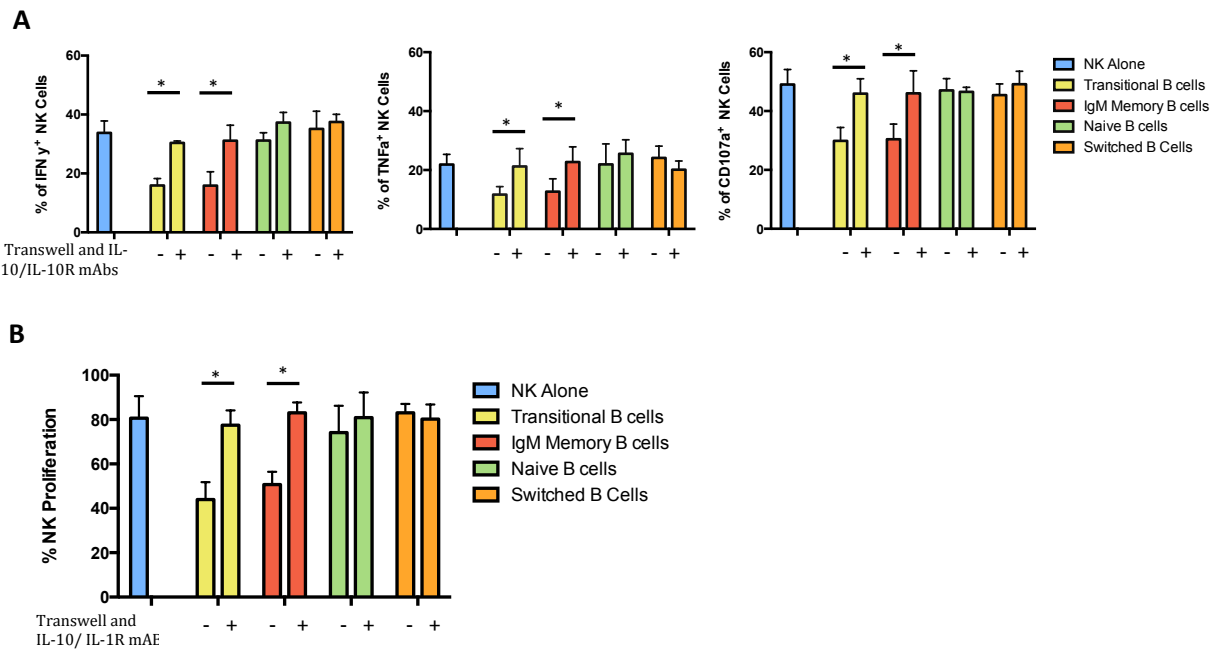 A
% of IFN y+ NK Cells
60
40
20
0
*
*
Transwell and IL-
10/IL-10R mAbs
- + - + - + - +
% of TNFa+ NK Cells
60
40
20
0
*
*
- + - + - + - +
% of CD107a+ NK Cells
60
40
20
0
*
*
- + - + - + - +
NK Alone
Transitional B cells
IgM Memory B cells
Naive B cells
Switched B Cells
B
% NK Proliferation
100
80
60
40
20
0
*
*
Transwell and
IL-10/ IL-1R mAE
- + - + - + - +
NK Alone
Transitional B cells
IgM Memory B cells
Naive B cells
Switched B Cells